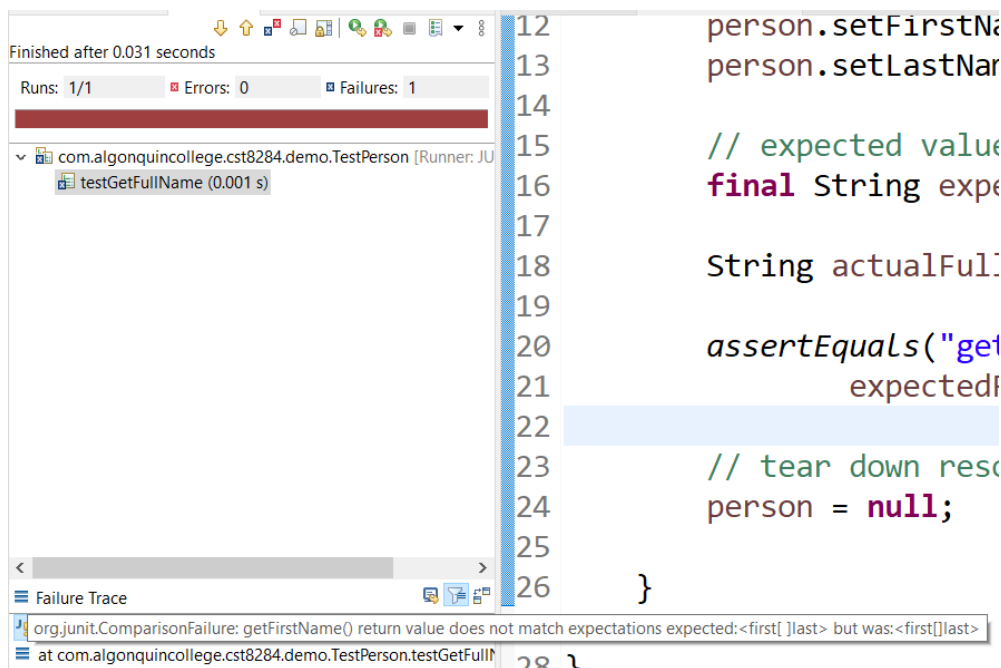 Finished after 0.031 seconds
Runs: 1/1 Errors: 0 Failures: 1
com.algonquincollege.cst8284.demo.TestPerson [Runner: JU
testGetFullName (0.001 s)
Failure Trace
org.junit.ComparisonFailure: getFirstName() return value does not match expectations expected:<first[ ]last> but was:<first[]last>
at com.algonquincollege.cst8284.demo.TestPerson.testGetFullN
12 person.setFirstNa
13 person.setLastNam
14
15 // expected value
16 final String expe
17
18 String actualFull
19
20 assertEquals("get
21 expectedF
22
23 // tear down reso
24 person = null;
25
26 }
28 }